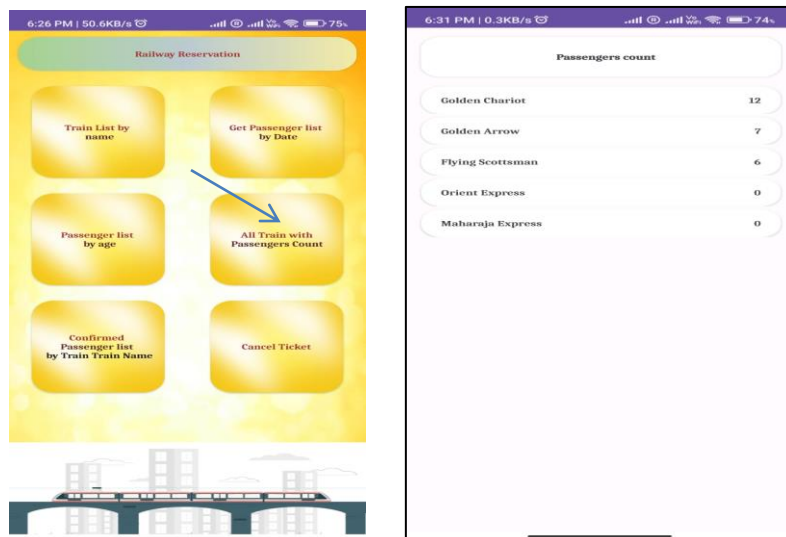 6:26 PM | 50.6KB/s
75%
Railway Reservation
Train List by
name
Get Passenger list
by Date
Passenger list
by age
All Train with
Passengers Count
Confirmed
Passenger list
by Train Train Name
Cancel Ticket
6:31 PM | 0.3KB/s
74%
Passengers count
Golden Chariot 12
Golden Arrow 7
Flying Scottsman 6
Orient Express 0
Maharaja Express 0